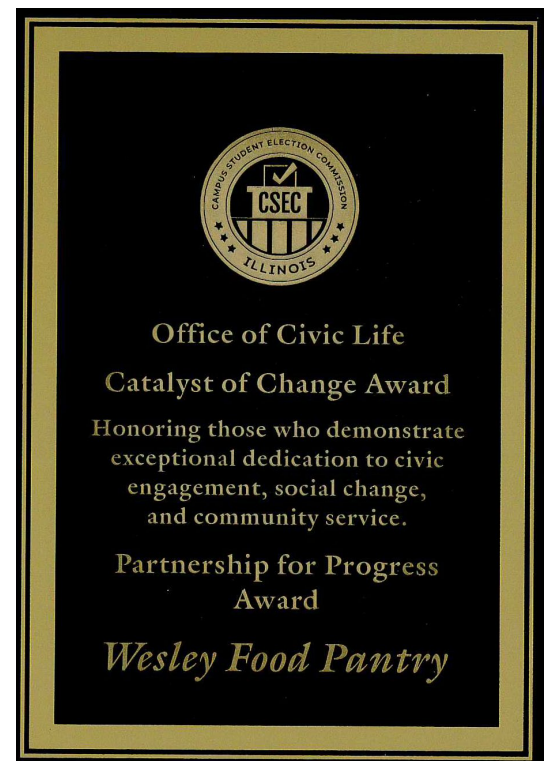 CAMPUS STUDENT ELECTION COMMISSION
CSEC
ILLINOIS
Office of Civic Life
Catalyst of Change Award
Honoring those who demonstrate
exceptional dedication to civic
engagement, social change,
and community service.
Partnership for Progress
Award
Wesley Food Pantry